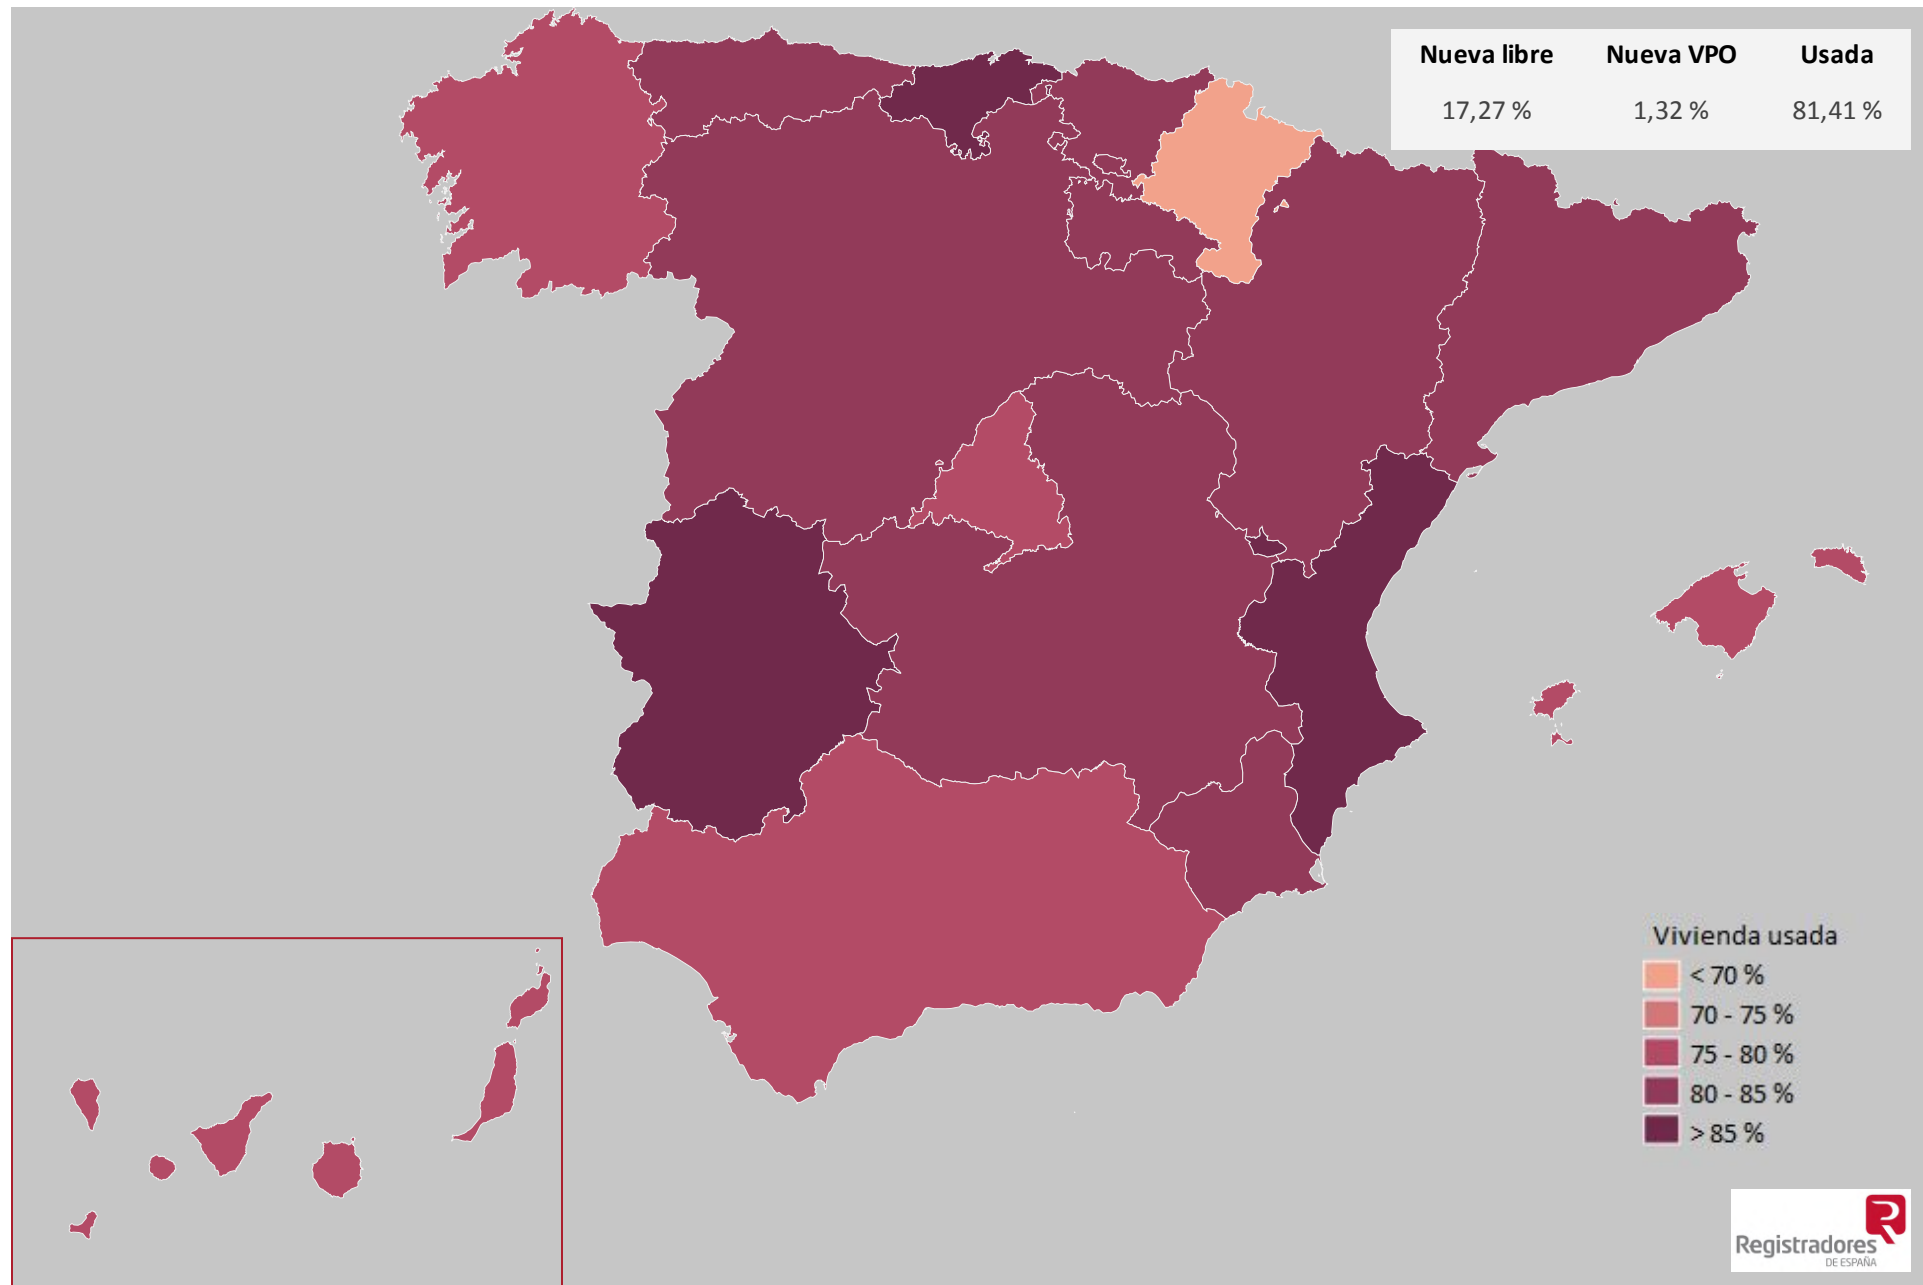 Nueva libre Nueva VPO Usada
17,27 % 1,32 % 81,41 %
Vivienda usada
< 70 %
70 - 75 %
75 - 80 %
80 - 85 %
> 85 %
Registradores
DE ESPAÑA